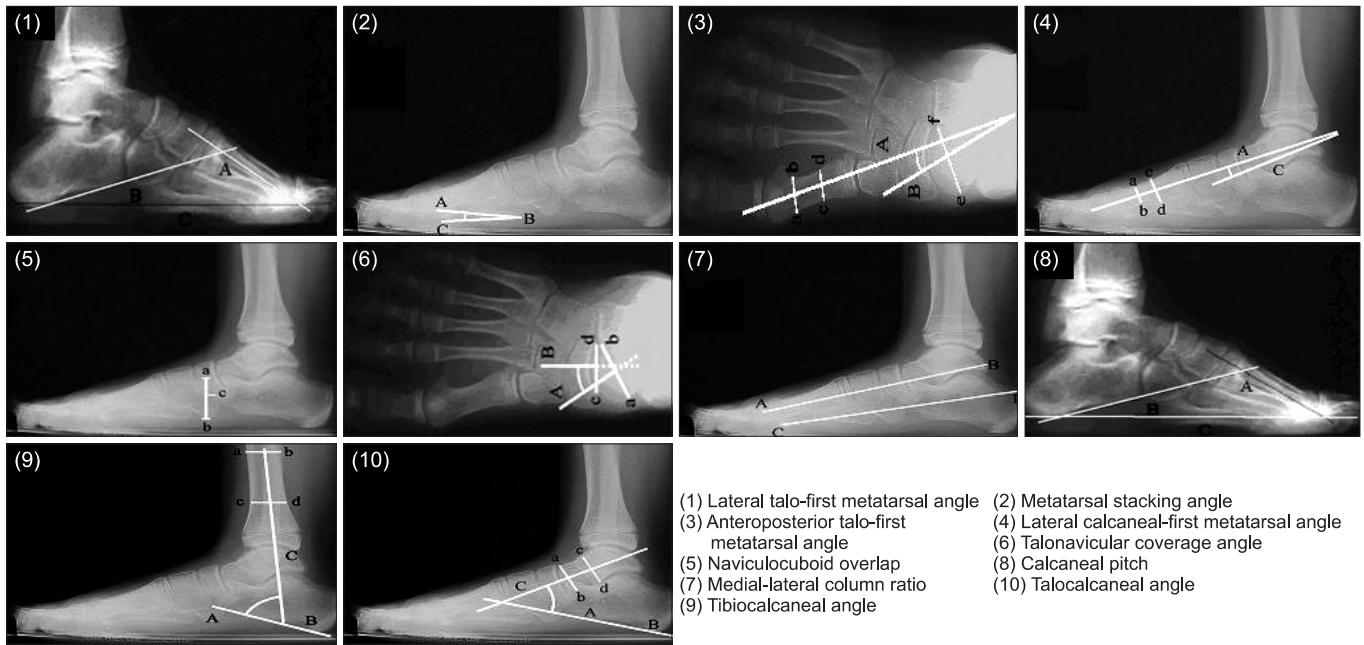 (1)
A
B
C
(2)
A
B
C
(3)
f
A
d
b
B
c
a
e
(4)
A
c
a
C
b
d
(5)
a
c
b
(6)
d
b
B
A
c
a
(7)
B
A
C
(8)
A
B
C
(9)
a
b
c
d
C
A
B
(10)
c
a
C
d
b
A
B
(1) Lateral talo-first metatarsal angle
(2) Metatarsal stacking angle
(3) Anteroposterior talo-first
metatarsal angle
(4) Lateral calcaneal-first metatarsal angle
(5) Naviculocuboid overlap
(6) Talonavicular coverage angle
(7) Medial-lateral column ratio
(8) Calcaneal pitch
(9) Tibiocalcaneal angle
(10) Talocalcaneal angle